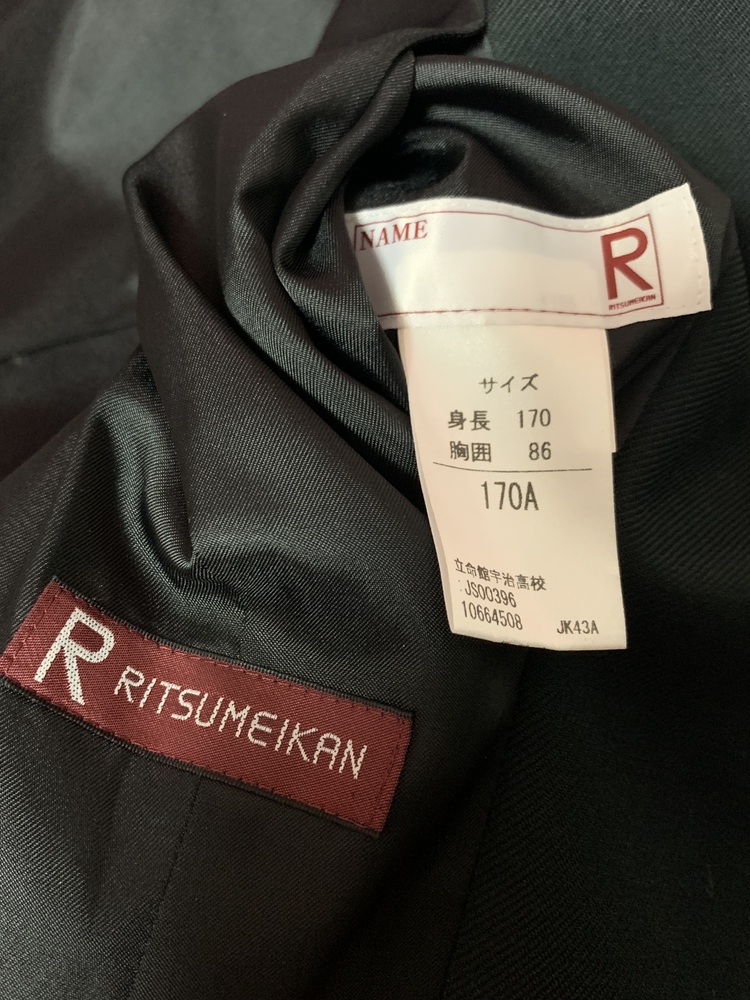 NAME
R
RITSUMEIKAN
サイズ
身長 170
胸囲 86
170A
立命館宇治高校
:JS00396
10664508 JK43A
R RITSUMEIKAN